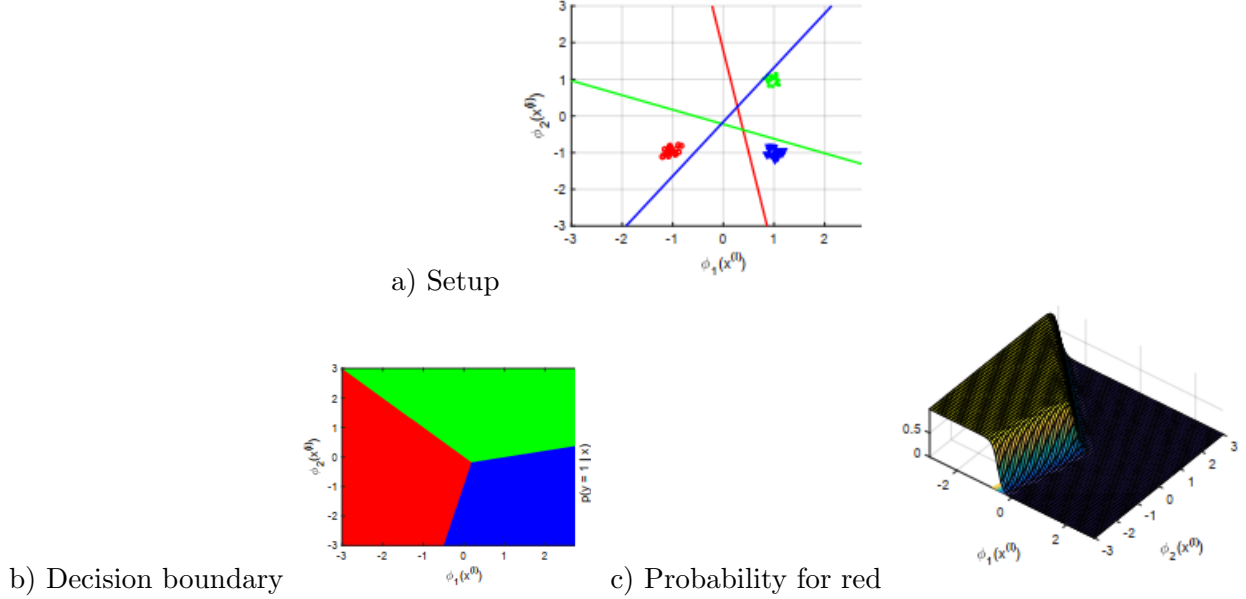 3
2
1
0
-1
-2
-3
-3 -2 -1 0 1 2
ϕ₂(x⁽ⁱ⁾)
ϕ₁(x⁽ⁱ⁾)
a) Setup
3
2
1
0
-1
-2
-3
-3 -2 -1 0 1 2
ϕ₂(x⁽ⁱ⁾)
ϕ₁(x⁽ⁱ⁾)
b) Decision boundary
p(y = 1 | x)
0.5
0
-2 0 2
-3 -2 -1 0 1 2 3
ϕ₁(x⁽ⁱ⁾)
ϕ₂(x⁽ⁱ⁾)
c) Probability for red